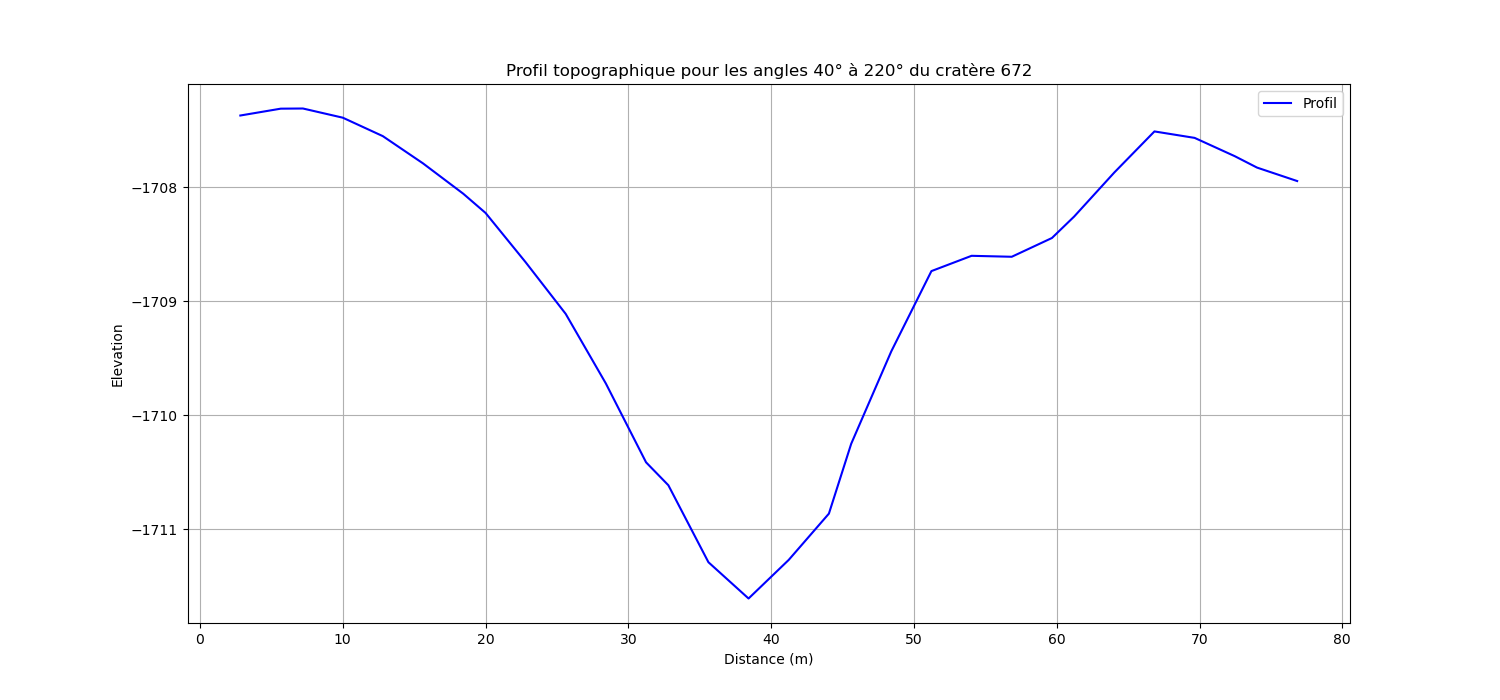 Profil topographique pour les angles 40° à 220° du cratère 672
Profil
Elevation
−1708
−1709
−1710
−1711
0 10 20 30 40 50 60 70 80
Distance (m)